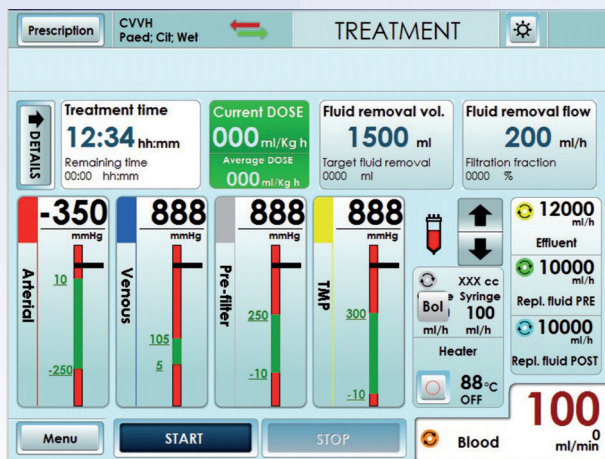 Prescription
CVVH
Paed; Cit; Wet
TREATMENT
DETAILS
Treatment time
12:34 hh:mm
Remaining time
00:00 hh:mm
Current DOSE
000 ml/Kg h
Average DOSE
000 ml/Kg h
Fluid removal vol.
1500 ml
Target fluid removal
0000 ml
Fluid removal flow
200 ml/h
Filtration fraction
0000 %
-350
mmHg
Arterial
10
-250
888
mmHg
Venous
105
5
888
mmHg
Pre-filter
250
-10
888
mmHg
TMP
300
-10
XXX cc
Syringe
Bol
100
ml/h
ml/h
Heater
88°C
OFF
12000
ml/h
Effluent
10000
ml/h
Repl. fluid PRE
10000
ml/h
Repl. fluid POST
Menu
START
STOP
Blood
100
0
ml/min